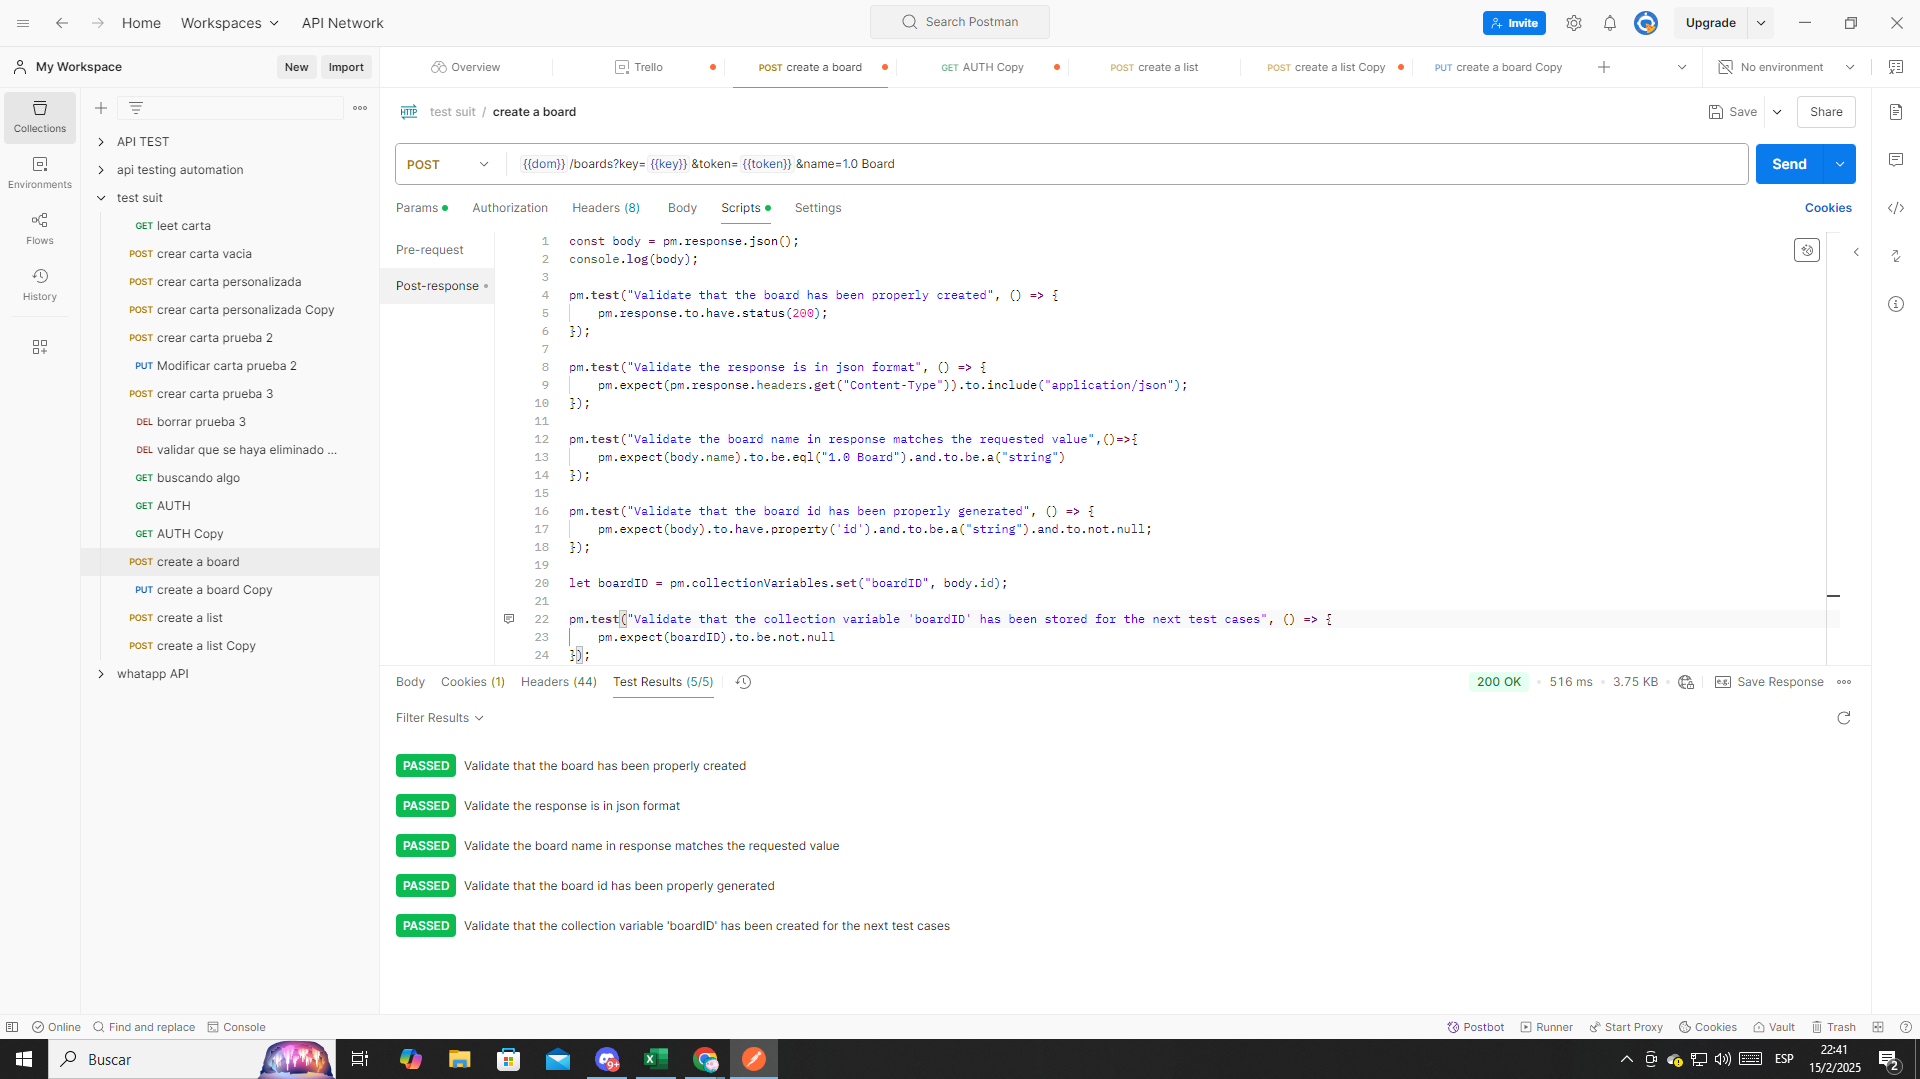 Home
Workspaces
API Network
Search Postman
Invite
Upgrade
My Workspace
New
Import
Overview
Trello
POST create a board
GET AUTH Copy
POST create a list
POST create a list Copy
PUT create a board Copy
No environment
Collections
Environments
Flows
History
API TEST
api testing automation
test suit
GET leet carta
POST crear carta vacia
POST crear carta personalizada
POST crear carta personalizada Copy
POST crear carta prueba 2
PUT Modificar carta prueba 2
POST crear carta prueba 3
DEL borrar prueba 3
DEL validar que se haya eliminado ...
GET buscando algo
GET AUTH
GET AUTH Copy
POST create a board
PUT create a board Copy
POST create a list
POST create a list Copy
whatapp API
HTTP test suit / create a board
Save
Share
POST
{{dom}} /boards?key= {{key}} &token= {{token}} &name=1.0 Board
Send
Params
Authorization
Headers (8)
Body
Scripts
Settings
Cookies
Pre-request
Post-response
1 const body = pm.response.json();
2 console.log(body);
3
4 pm.test("Validate that the board has been properly created", () => {
5 pm.response.to.have.status(200);
6 });
7
8 pm.test("Validate the response is in json format", () => {
9 pm.expect(pm.response.headers.get("Content-Type")).to.include("application/json");
10 });
11
12 pm.test("Validate the board name in response matches the requested value",()=>{
13 pm.expect(body.name).to.be.eql("1.0 Board").and.to.be.a("string")
14 });
15
16 pm.test("Validate that the board id has been properly generated", () => {
17 pm.expect(body).to.have.property('id').and.to.be.a("string").and.to.not.null;
18 });
19
20 let boardID = pm.collectionVariables.set("boardID", body.id);
21
22 pm.test("Validate that the collection variable 'boardID' has been stored for the next test cases", () => {
23 pm.expect(boardID).to.be.not.null
24 });
Body
Cookies (1)
Headers (44)
Test Results (5/5)
200 OK
516 ms
3.75 KB
e.g.
Save Response
Filter Results
PASSED Validate that the board has been properly created
PASSED Validate the response is in json format
PASSED Validate the board name in response matches the requested value
PASSED Validate that the board id has been properly generated
PASSED Validate that the collection variable 'boardID' has been created for the next test cases
Online
Find and replace
Console
Postbot
Runner
Start Proxy
Cookies
Vault
Trash
Buscar
9+
ESP
22:41
15/2/2025
2